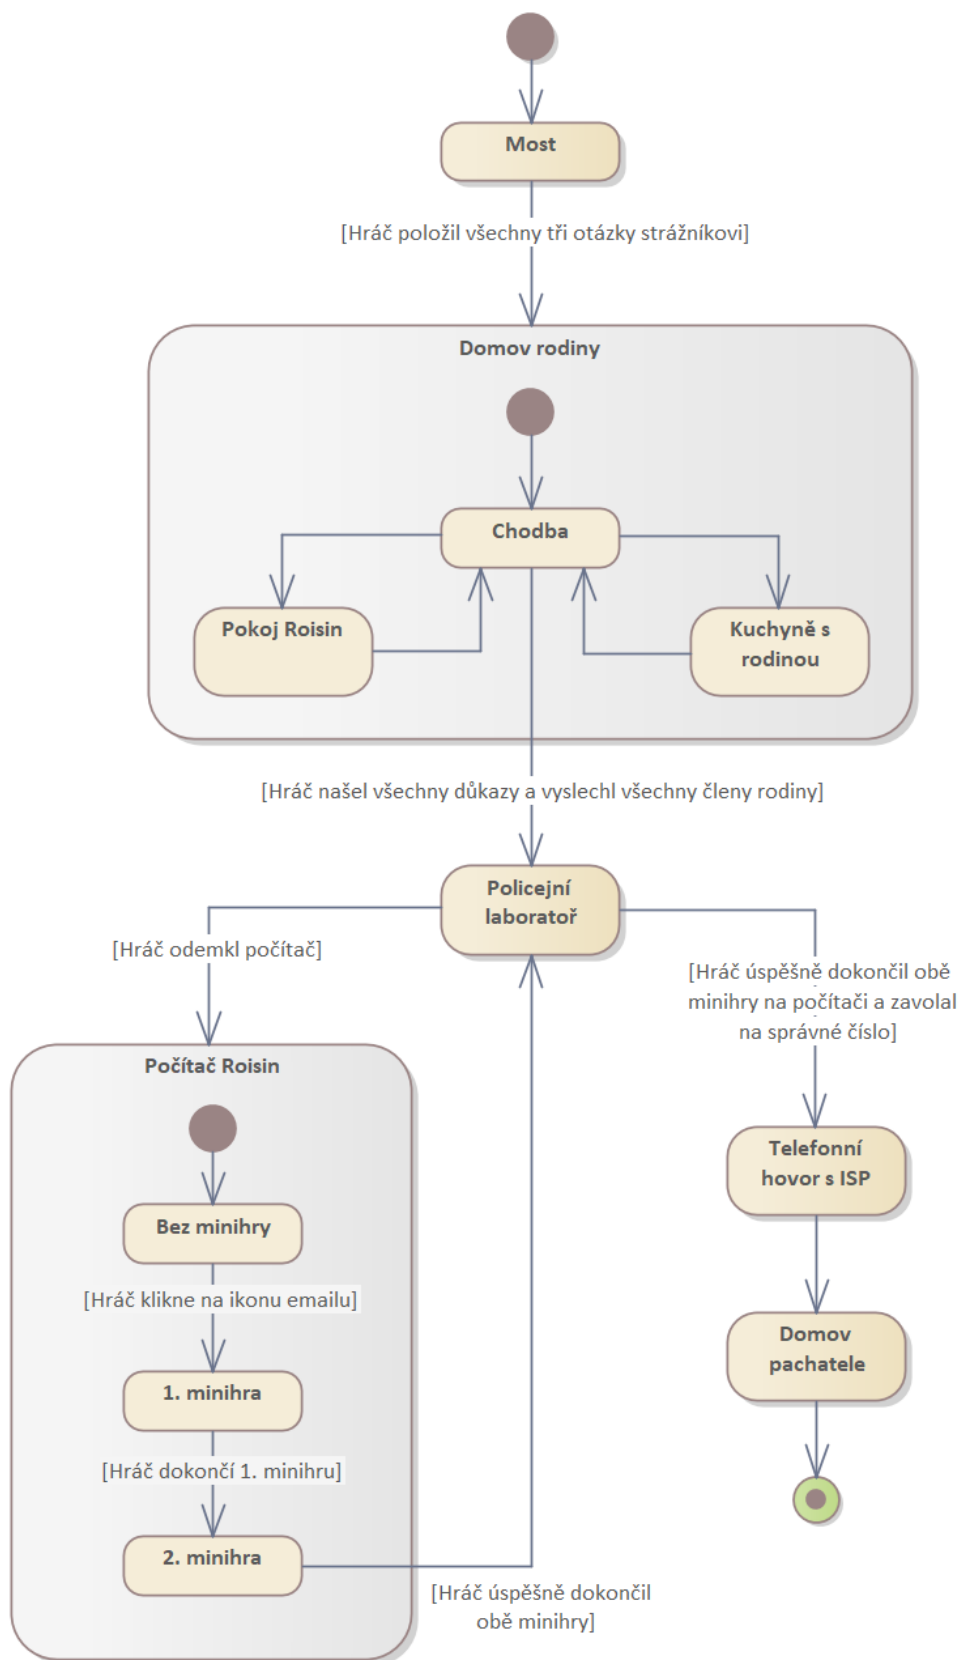 Most
[Hráč položil všechny tři otázky strážníkovi]
Domov rodiny
Chodba
Pokoj Roisin
Kuchyně s
rodinou
[Hráč našel všechny důkazy a vyslechl všechny členy rodiny]
Policejní
laboratoř
[Hráč odemkl počítač]
[Hráč úspěšně dokončil obě
minihry na počítači a zavolal
na správné číslo]
Počítač Roisin
Bez minihry
[Hráč klikne na ikonu emailu]
1. minihra
[Hráč dokončí 1. minihru]
2. minihra
[Hráč úspěšně dokončil
obě minihry]
Telefonní
hovor s ISP
Domov
pachatele